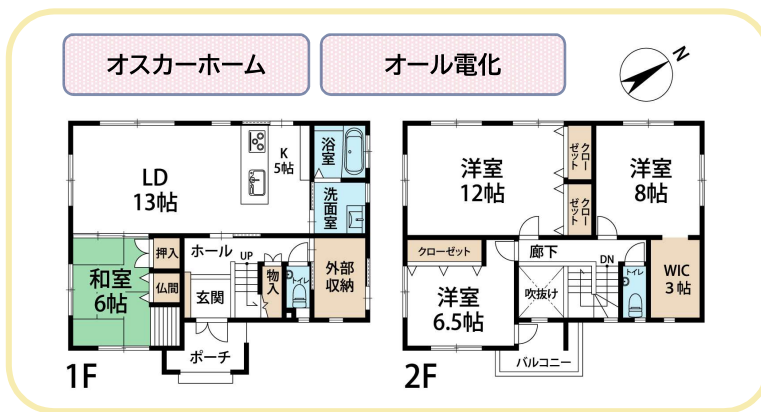 オスカーホーム
オール電化
N
LD
13帖
K
5帖
浴室
洗面室
和室
6帖
押入
仏間
ホール
UP
玄関
物入
トイレ
外部
収納
ポーチ
1F
洋室
12帖
クローゼット
クローゼット
洋室
8帖
クローゼット
洋室
6.5帖
廊下
DN
吹抜け
トイレ
WIC
3帖
バルコニー
2F